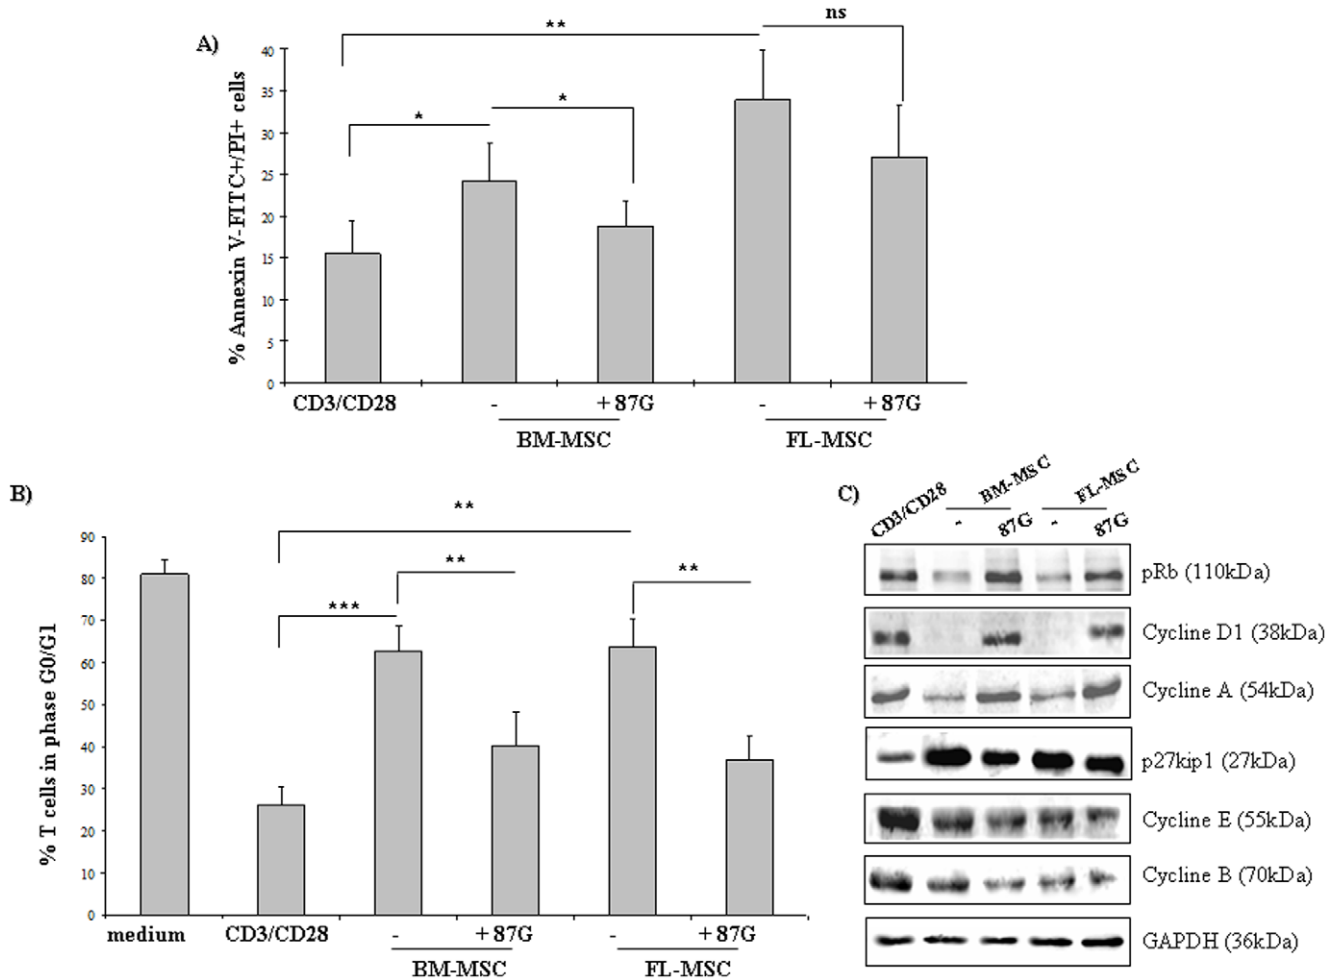 A)
% Annexin V-FITC+/PI+ cells
40
35
30
25
20
15
10
5
0
**
ns
*
*
CD3/CD28
-
+ 87G
-
+ 87G
BM-MSC
FL-MSC
B)
% T cells in phase G0/G1
90
80
70
60
50
40
30
20
10
0
**
**
**
***
medium
CD3/CD28
-
+ 87G
-
+ 87G
BM-MSC
FL-MSC
C)
CD3/CD28
BM-MSC
FL-MSC
-
87G
-
87G
pRb (110kDa)
Cycline D1 (38kDa)
Cycline A (54kDa)
p27kip1 (27kDa)
Cycline E (55kDa)
Cycline B (70kDa)
GAPDH (36kDa)